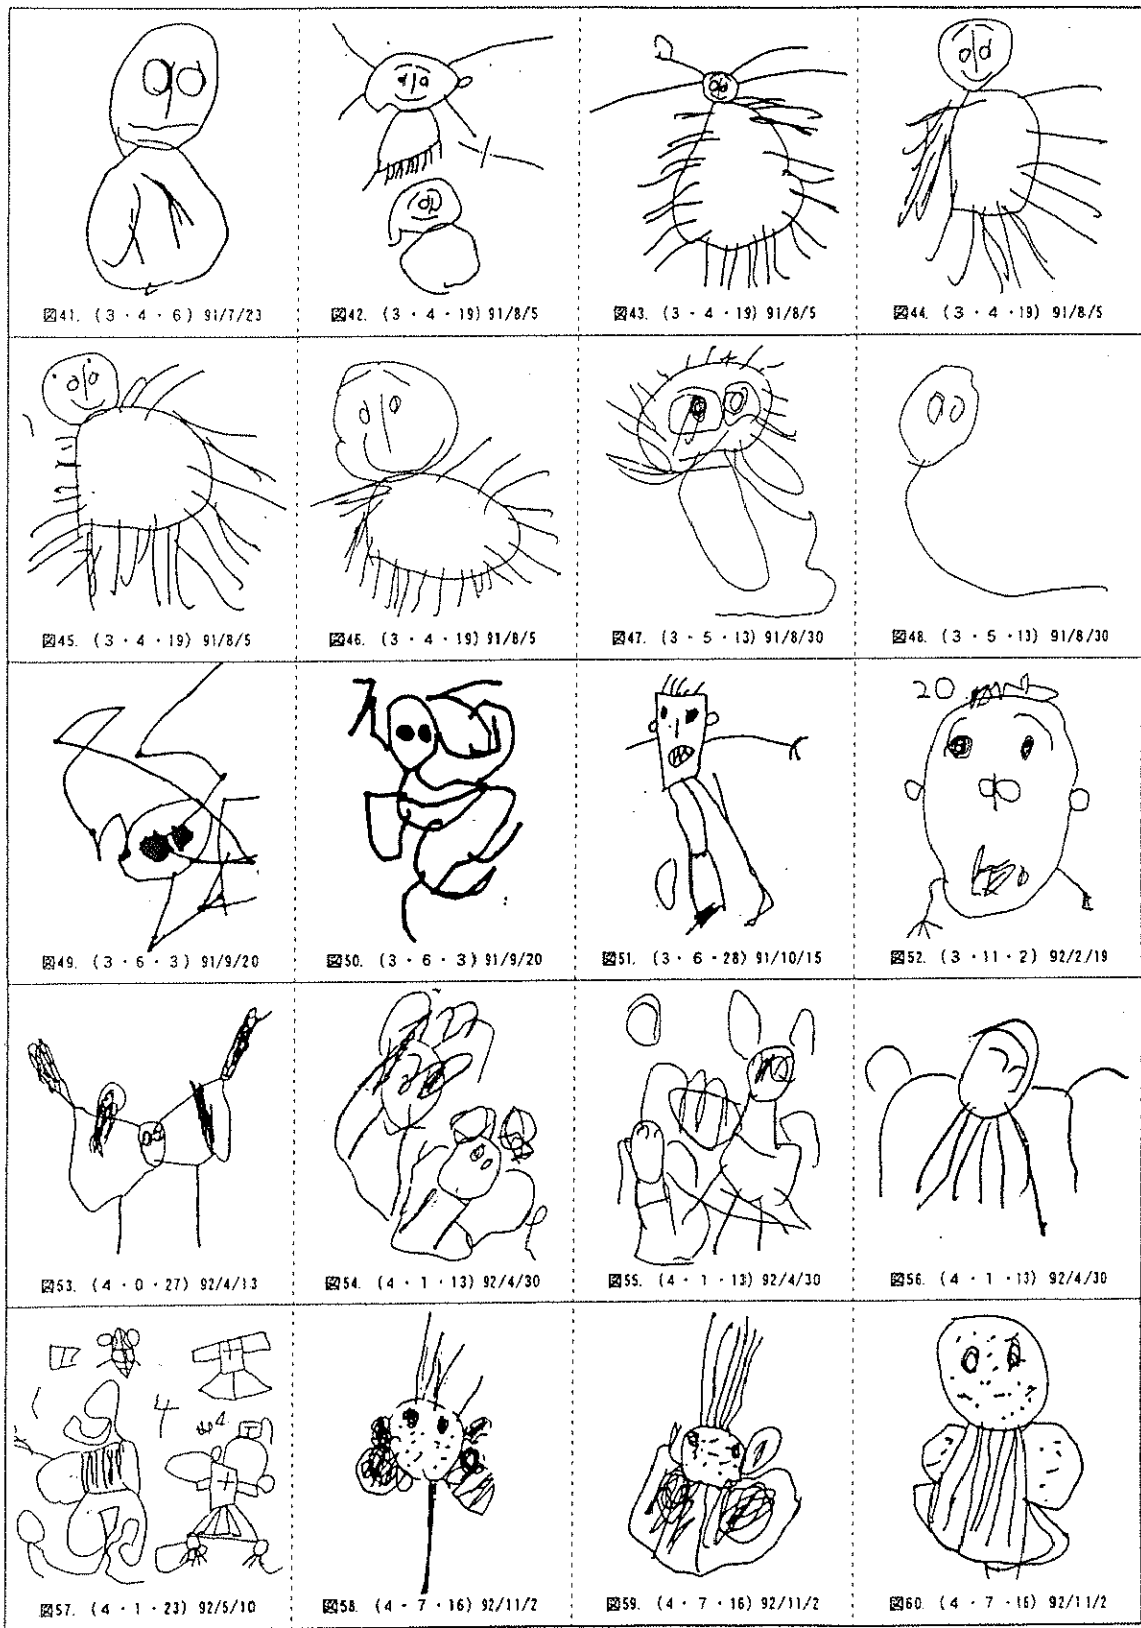 図41. (3・4・6) 91/7/23
図42. (3・4・19) 91/8/5
図43. (3・4・19) 91/8/5
図44. (3・4・19) 91/8/5
図45. (3・4・19) 91/8/5
図46. (3・4・19) 91/8/5
図47. (3・5・13) 91/8/30
図48. (3・5・13) 91/8/30
20
図49. (3・6・3) 91/9/20
図50. (3・6・3) 91/9/20
図51. (3・6・28) 91/10/15
図52. (3・11・2) 92/2/19
図53. (4・0・27) 92/4/13
図54. (4・1・13) 92/4/30
図55. (4・1・13) 92/4/30
図56. (4・1・13) 92/4/30
4
4
図57. (4・1・23) 92/5/10
図58. (4・7・16) 92/11/2
図59. (4・7・16) 92/11/2
図60. (4・7・16) 92/11/2